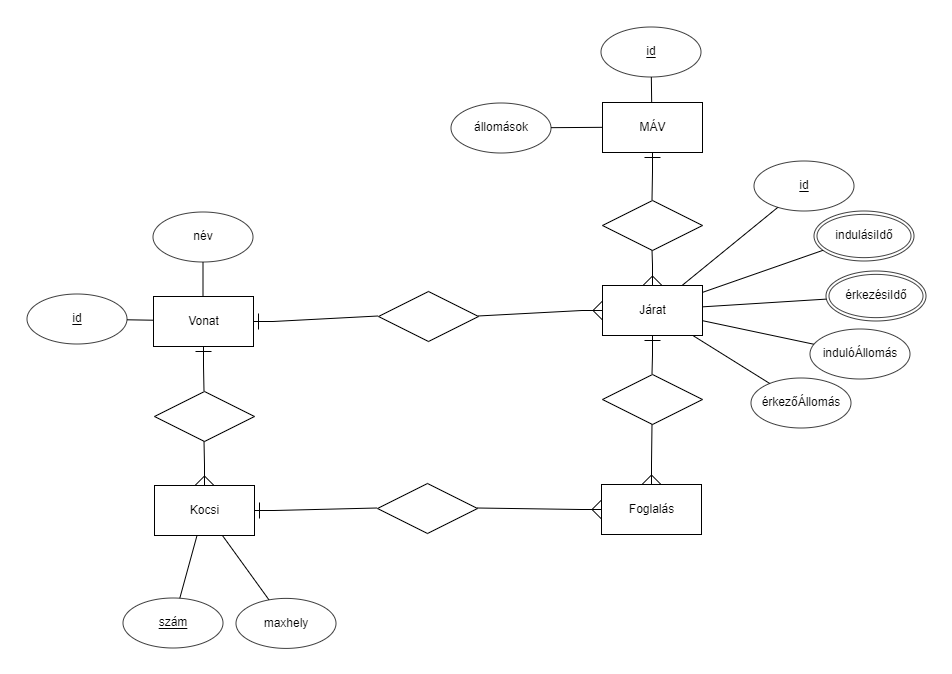 id
állomások
MÁV
id
név
indulásiIdő
érkezésiIdő
id
Vonat
Járat
indulóÁllomás
érkezőÁllomás
Kocsi
Foglalás
szám
maxhely